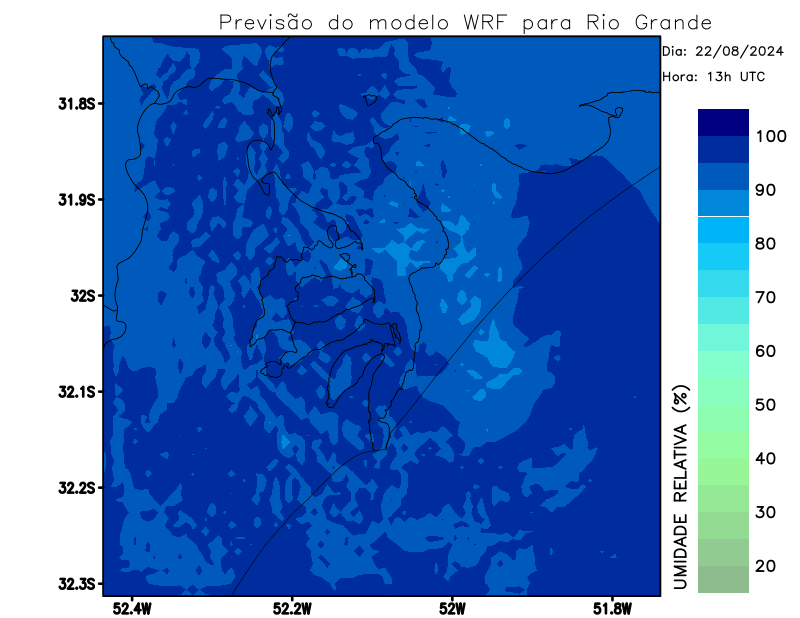 Previsão do modelo WRF para Rio Grande
Dia: 22/08/2024
Hora: 13h UTC
31.8S
31.9S
32S
32.1S
32.2S
32.3S
52.4W
52.2W
52W
51.8W
100
90
80
70
60
50
40
30
20
UMIDADE RELATIVA (%)